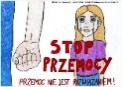 STOP
PRZEMOCY
PRZEMOC NIE JEST ROZWIĄZANIEM!